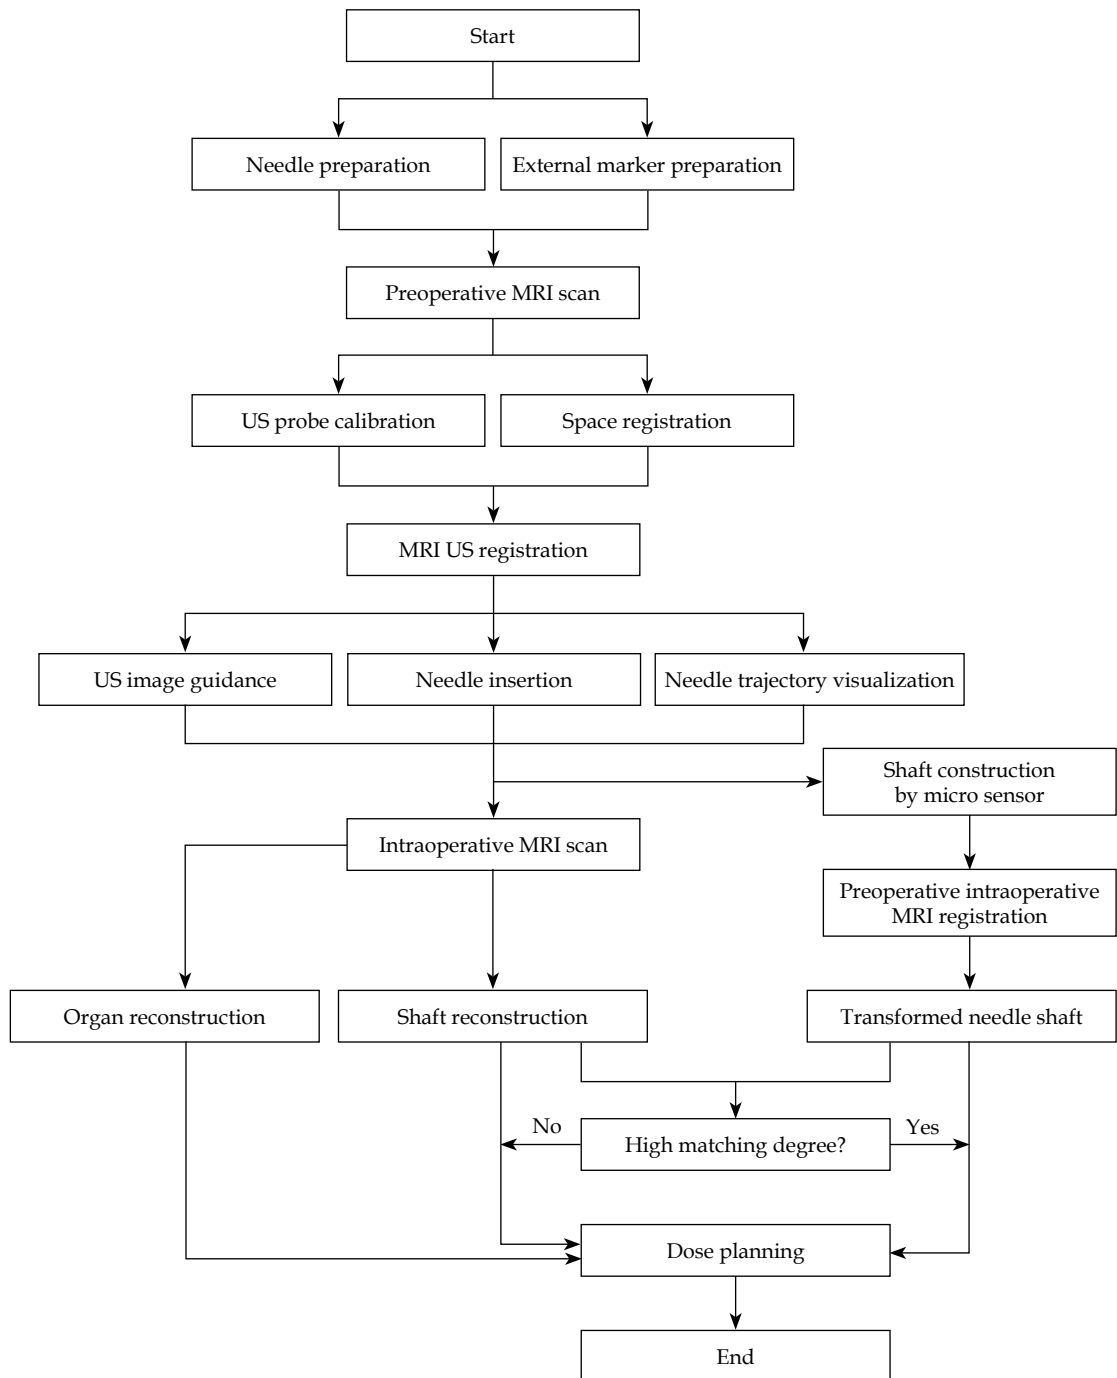 Start
Needle preparation
External marker preparation
Preoperative MRI scan
US probe calibration
Space registration
MRI US registration
US image guidance
Needle insertion
Needle trajectory visualization
Shaft construction
by micro sensor
Intraoperative MRI scan
Preoperative intraoperative
MRI registration
Organ reconstruction
Shaft reconstruction
Transformed needle shaft
No
High matching degree?
Yes
Dose planning
End